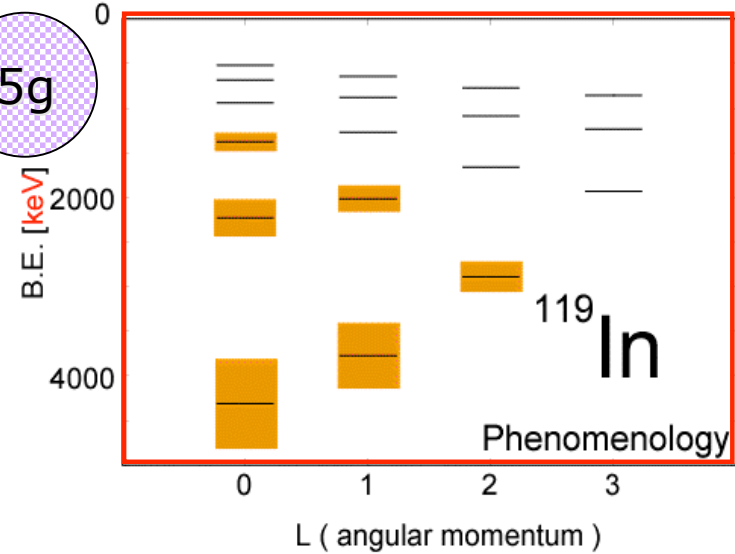 0
5g
B.E. [keV]
2000
4000
119In
Phenomenology
0 1 2 3
L ( angular momentum )